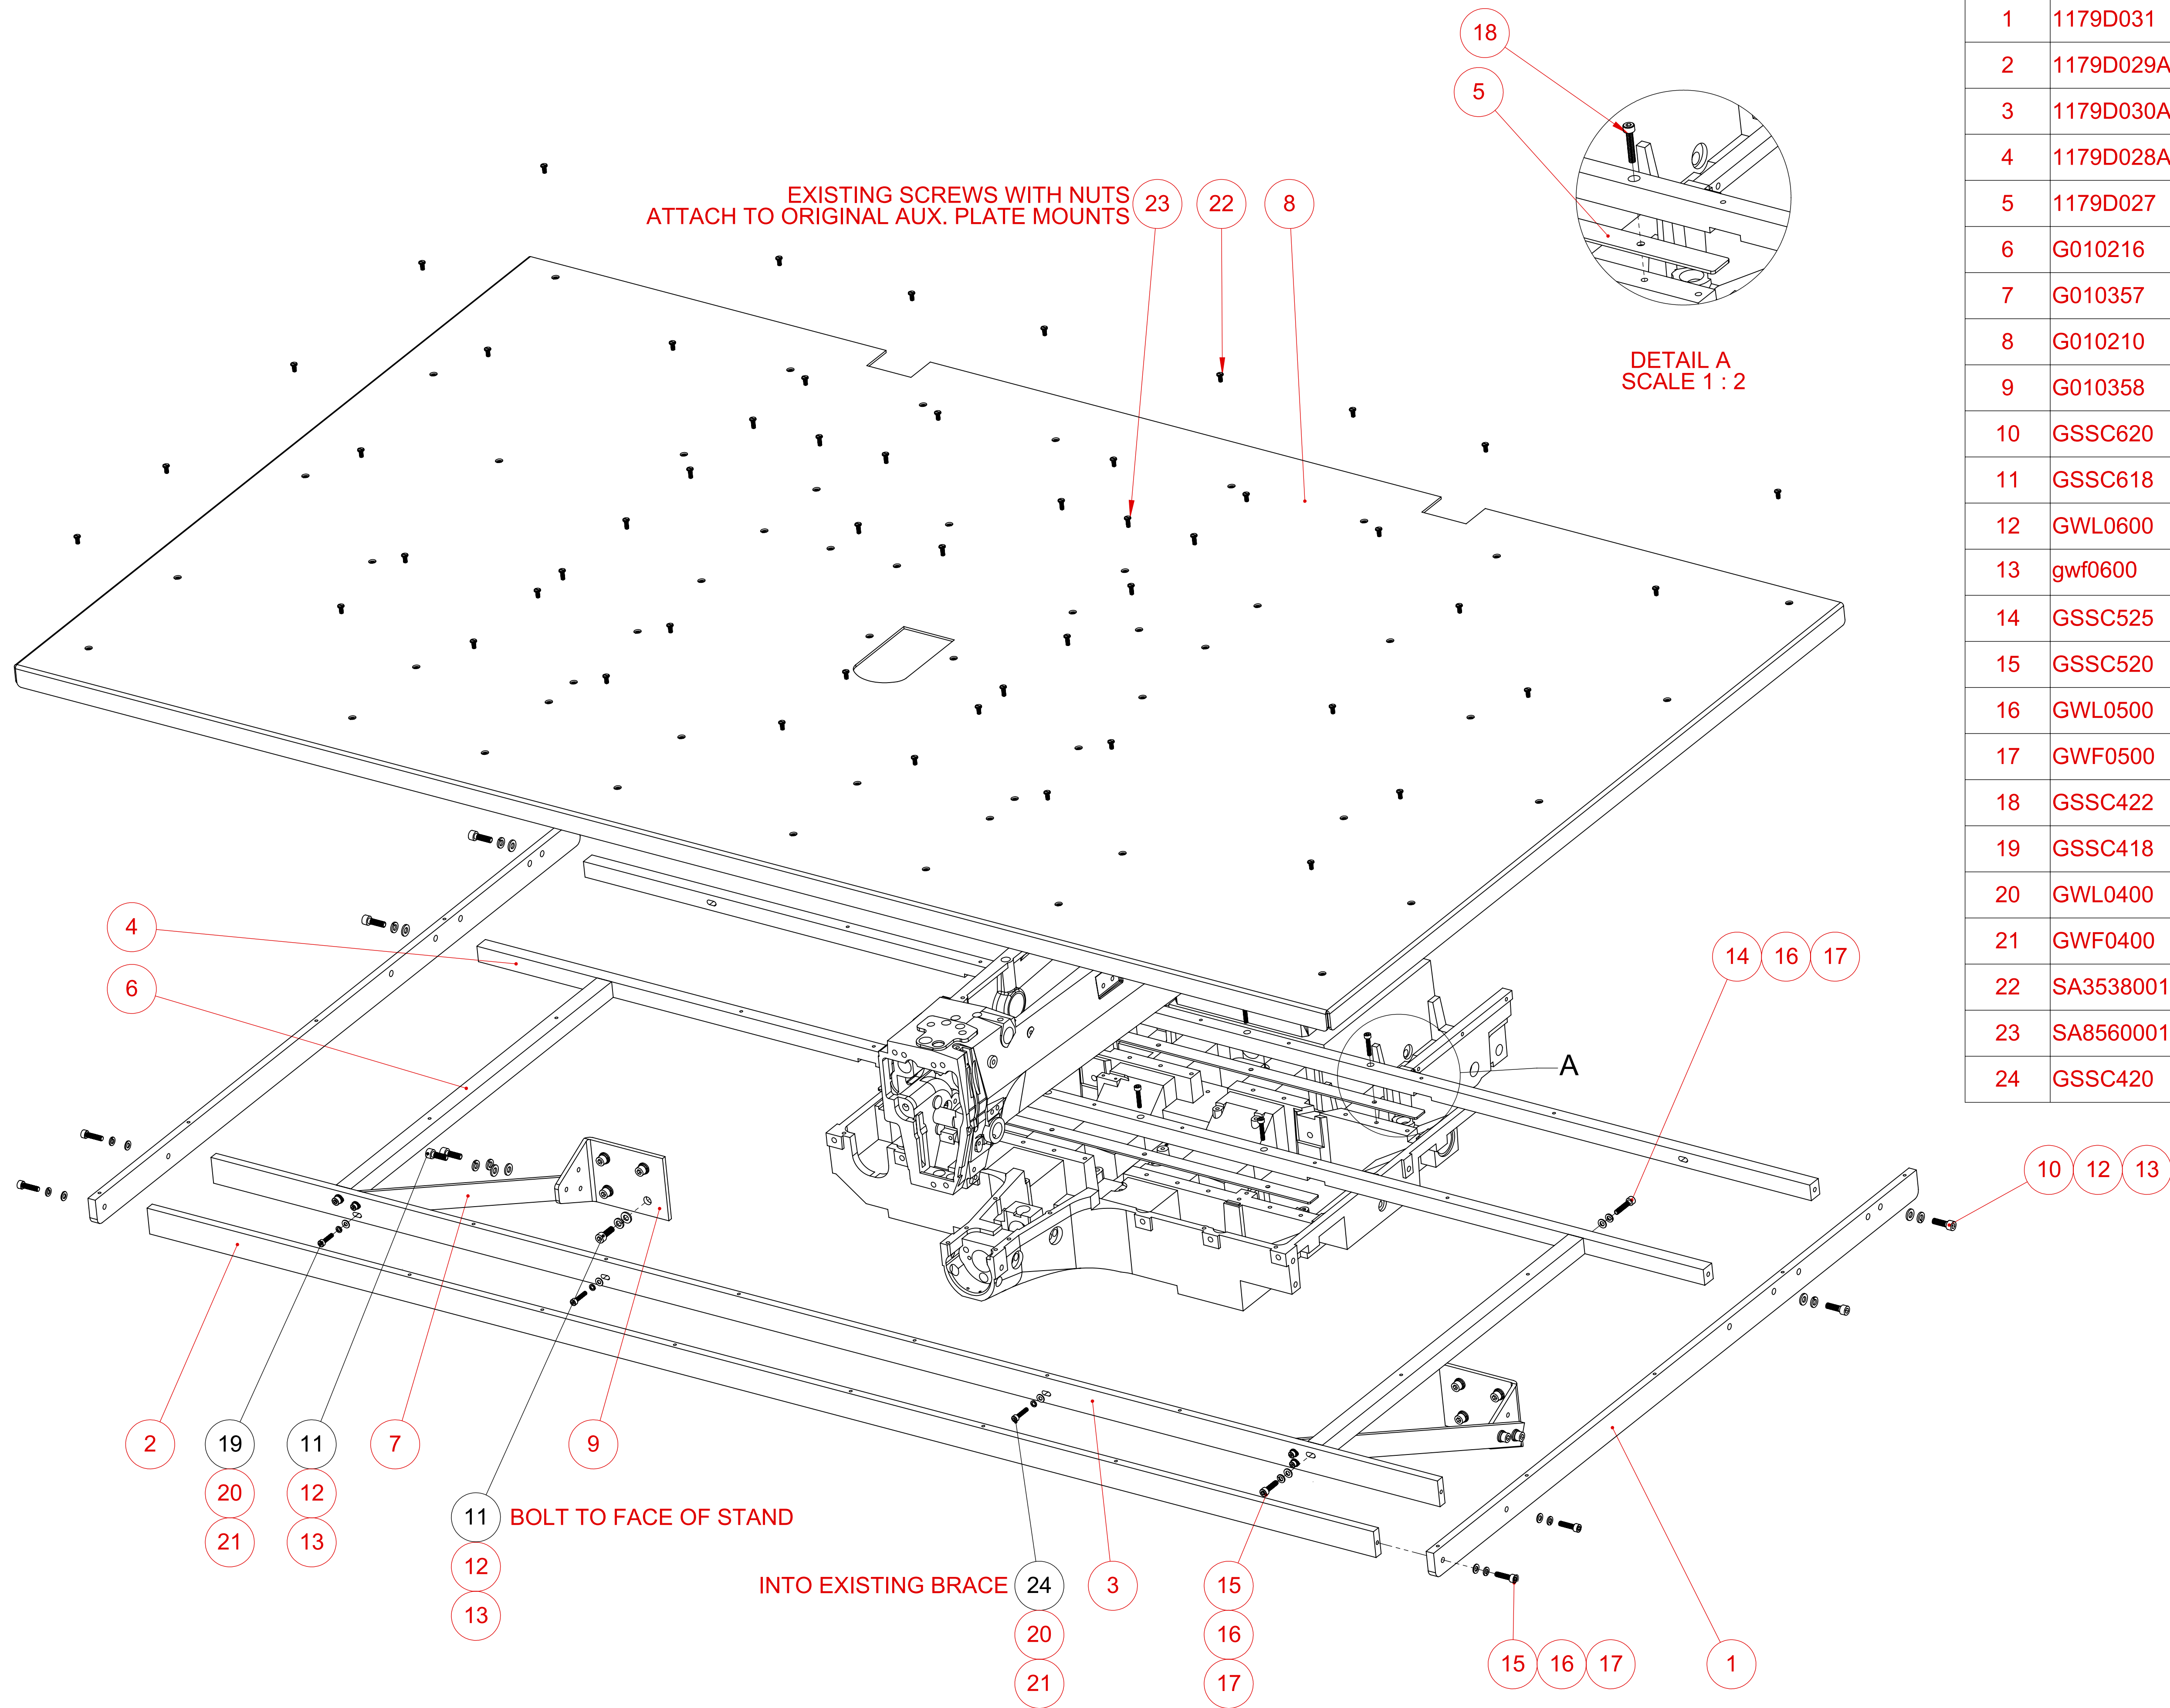 18
5
EXISTING SCREWS WITH NUTS
ATTACH TO ORIGINAL AUX. PLATE MOUNTS
23 22 8
DETAIL A
SCALE 1 : 2
1 1179D031
2 1179D029A
3 1179D030A
4 1179D028A
5 1179D027
6 G010216
7 G010357
8 G010210
9 G010358
10 GSSC620
11 GSSC618
12 GWL0600
13 gwf0600
14 GSSC525
15 GSSC520
16 GWL0500
17 GWF0500
18 GSSC422
19 GSSC418
20 GWL0400
21 GWF0400
22 SA3538001
23 SA8560001
24 GSSC420
4
6
14 16 17
A
10 12 13
2 19 11 7 9
20 12
21 13
11 BOLT TO FACE OF STAND
12
13
INTO EXISTING BRACE 24 3 15
20 16
21 17
15 16 17 1